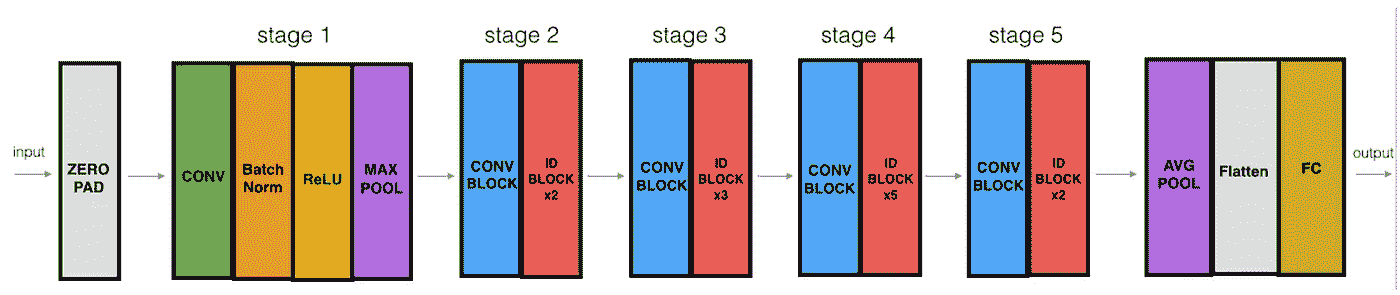 stage 1
stage 2
stage 3
stage 4
stage 5
input
ZERO
PAD
CONV
Batch
Norm
ReLU
MAX
POOL
CONV
BLOCK
ID
BLOCK
x2
CONV
BLOCK
ID
BLOCK
x3
CONV
BLOCK
ID
BLOCK
x5
CONV
BLOCK
ID
BLOCK
x2
AVG
POOL
Flatten
FC
output